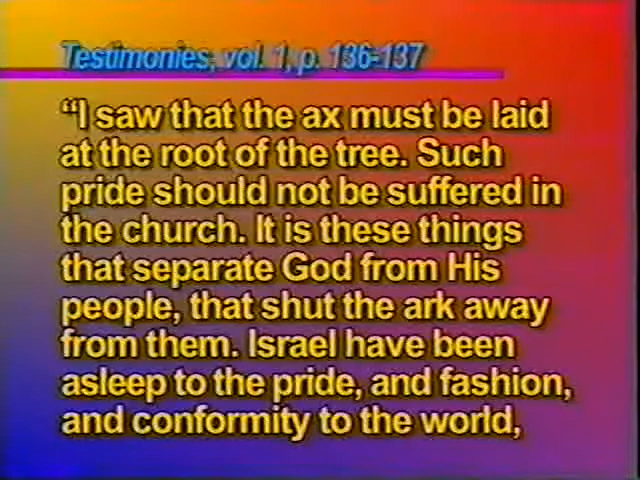 Testimonies, vol. 1, p. 136-137
“I saw that the ax must be laid
at the root of the tree. Such
pride should not be suffered in
the church. It is these things
that separate God from His
people, that shut the ark away
from them. Israel have been
asleep to the pride, and fashion,
and conformity to the world,